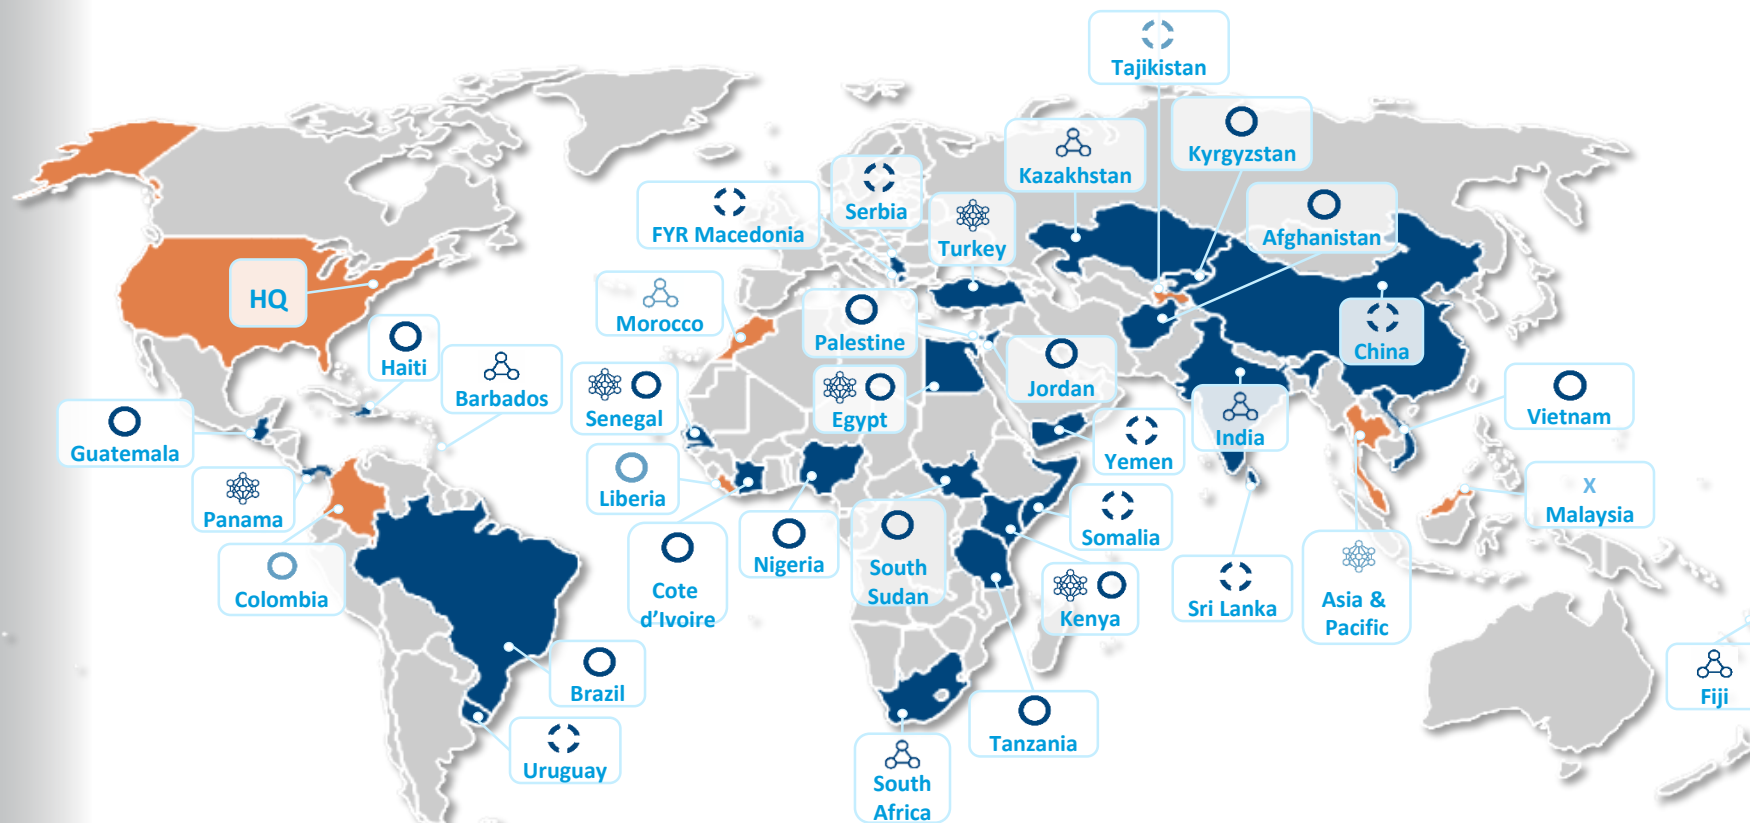 Tajikistan
Kyrgyzstan
Kazakhstan
Serbia
FYR Macedonia
Turkey
Afghanistan
HQ
Morocco
Palestine
China
Haiti
Barbados
Jordan
Senegal
Egypt
Vietnam
Guatemala
India
Yemen
Liberia
X
Panama
Malaysia
Somalia
Nigeria
South
Sudan
Colombia
Cote
d’Ivoire
Kenya
Sri Lanka
Asia &
Pacific
Brazil
Fiji
Tanzania
Uruguay
South
Africa